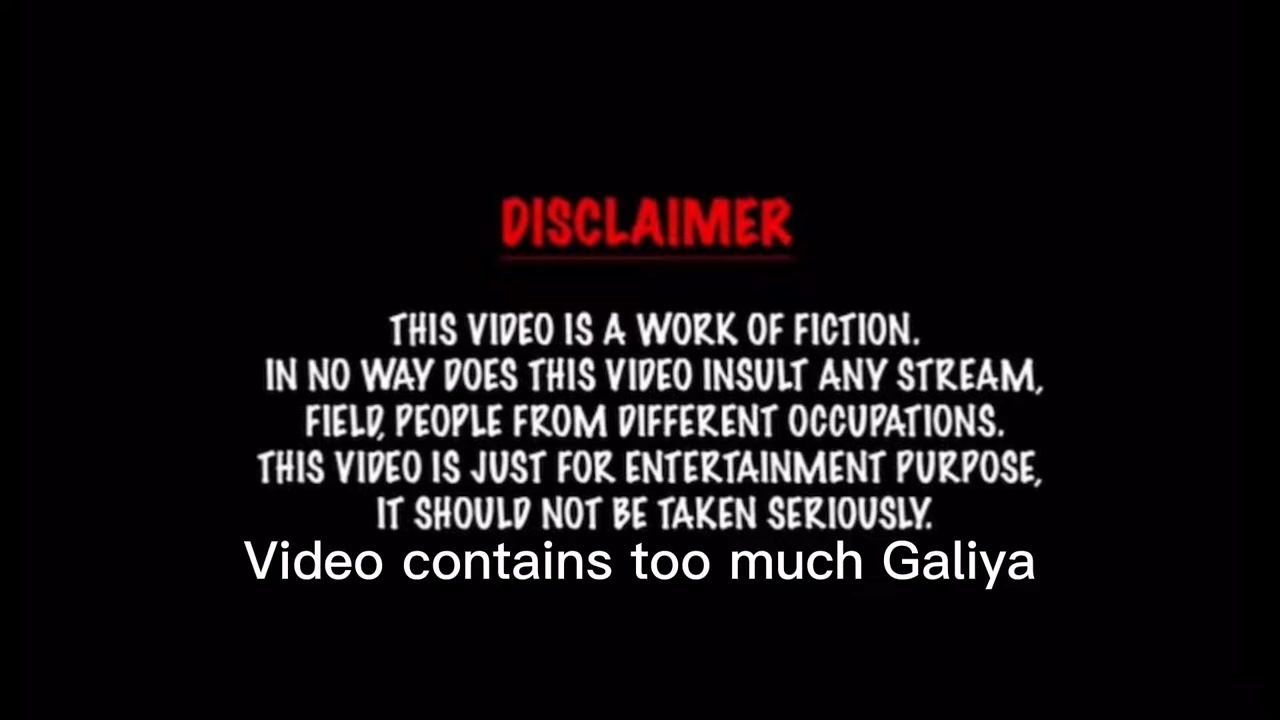 DISCLAIMER
THIS VIDEO IS A WORK OF FICTION.
IN NO WAY DOES THIS VIDEO INSULT ANY STREAM,
FIELD, PEOPLE FROM DIFFERENT OCCUPATIONS.
THIS VIDEO IS JUST FOR ENTERTAINMENT PURPOSE,
IT SHOULD NOT BE TAKEN SERIOUSLY.
Video contains too much Galiya